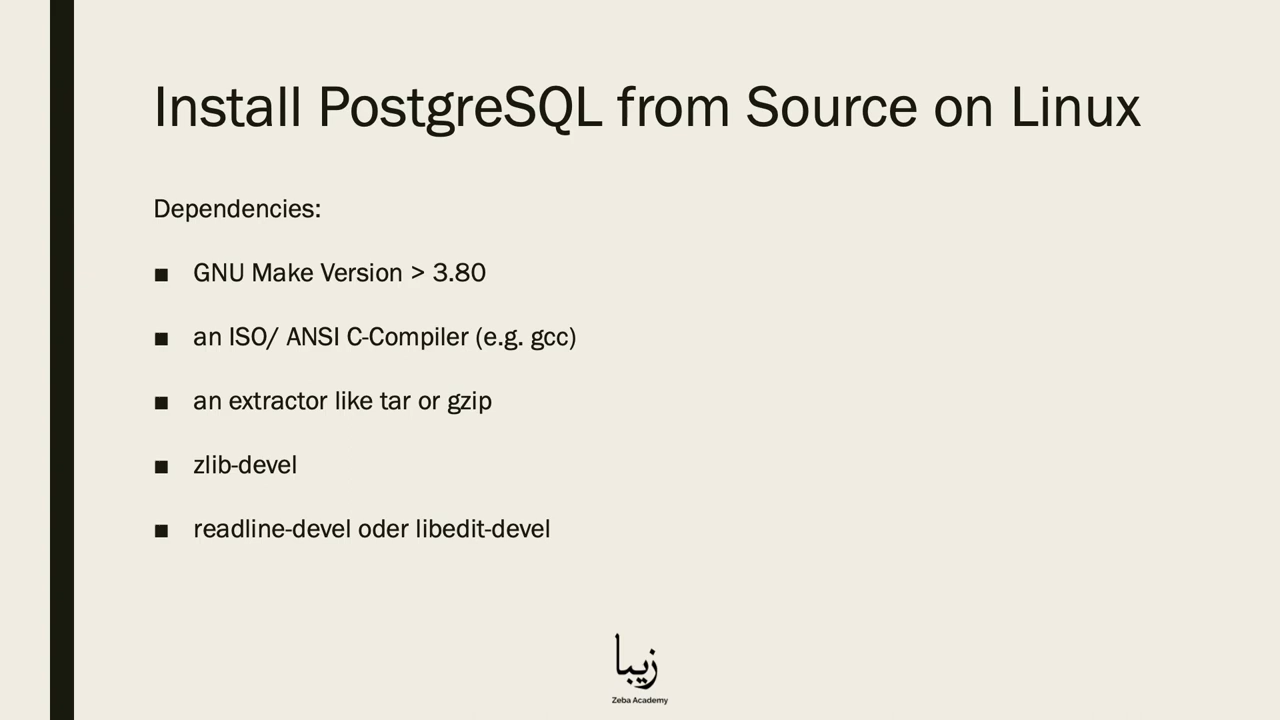 Install PostgreSQL from Source on Linux
Dependencies:
■ GNU Make Version > 3.80
■ an ISO/ ANSI C-Compiler (e.g. gcc)
■ an extractor like tar or gzip
■ zlib-devel
■ readline-devel oder libedit-devel
زيبا
Zeba Academy